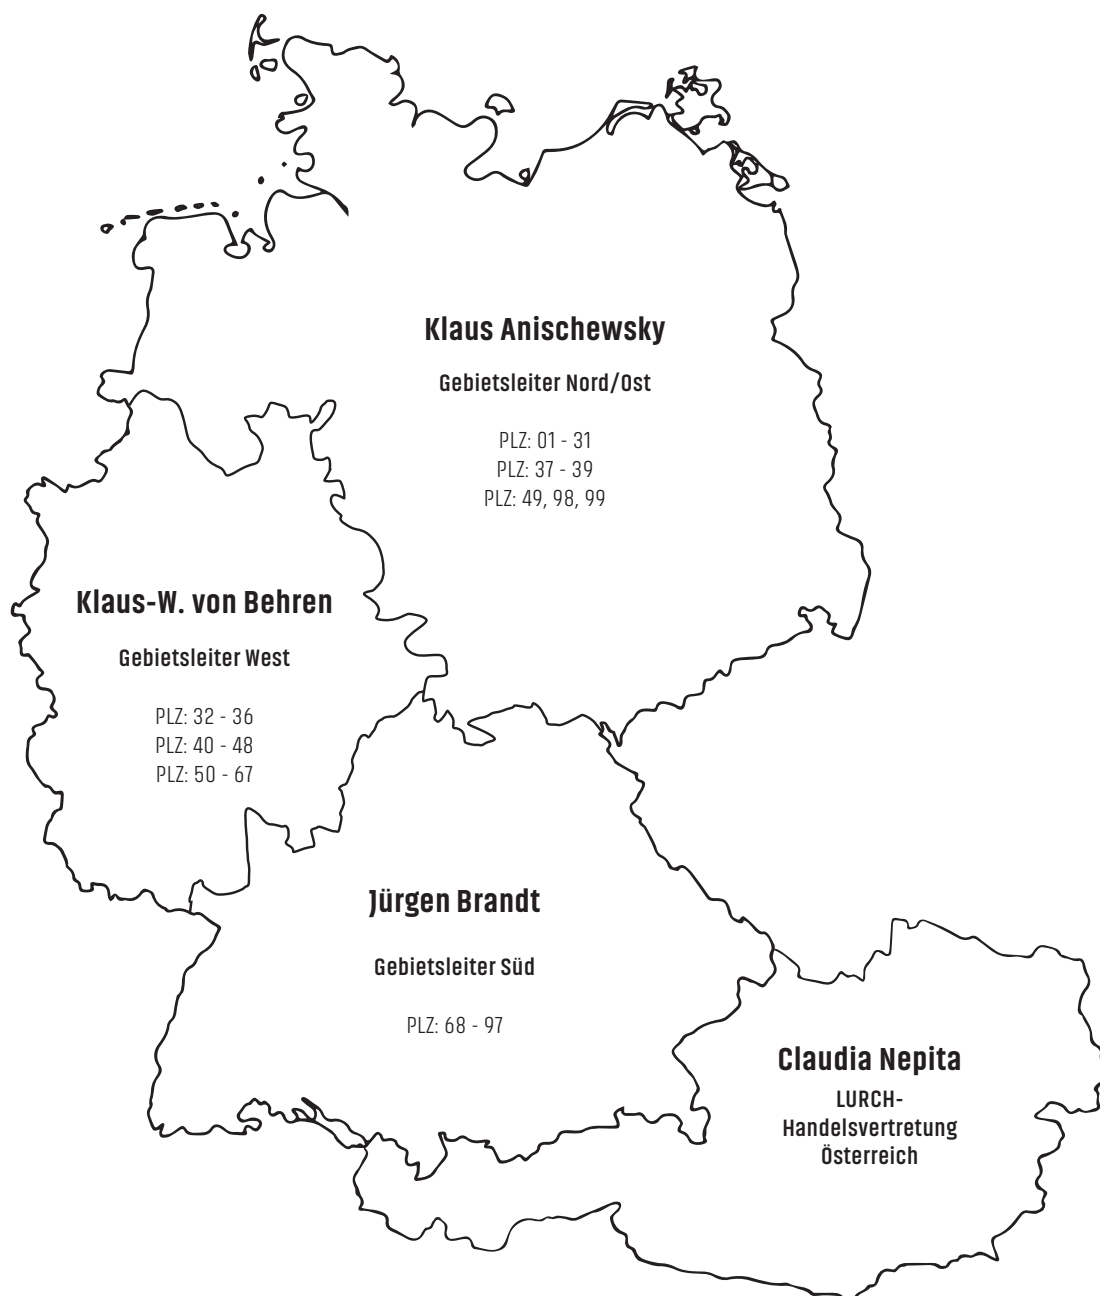 Klaus Anischewsky
Gebietsleiter Nord/Ost
PLZ: 01 - 31
PLZ: 37 - 39
PLZ: 49, 98, 99
Klaus-W. von Behren
Gebietsleiter West
PLZ: 32 - 36
PLZ: 40 - 48
PLZ: 50 - 67
Jürgen Brandt
Gebietsleiter Süd
PLZ: 68 - 97
Claudia Nepita
LURCH-
Handelsvertretung
Österreich